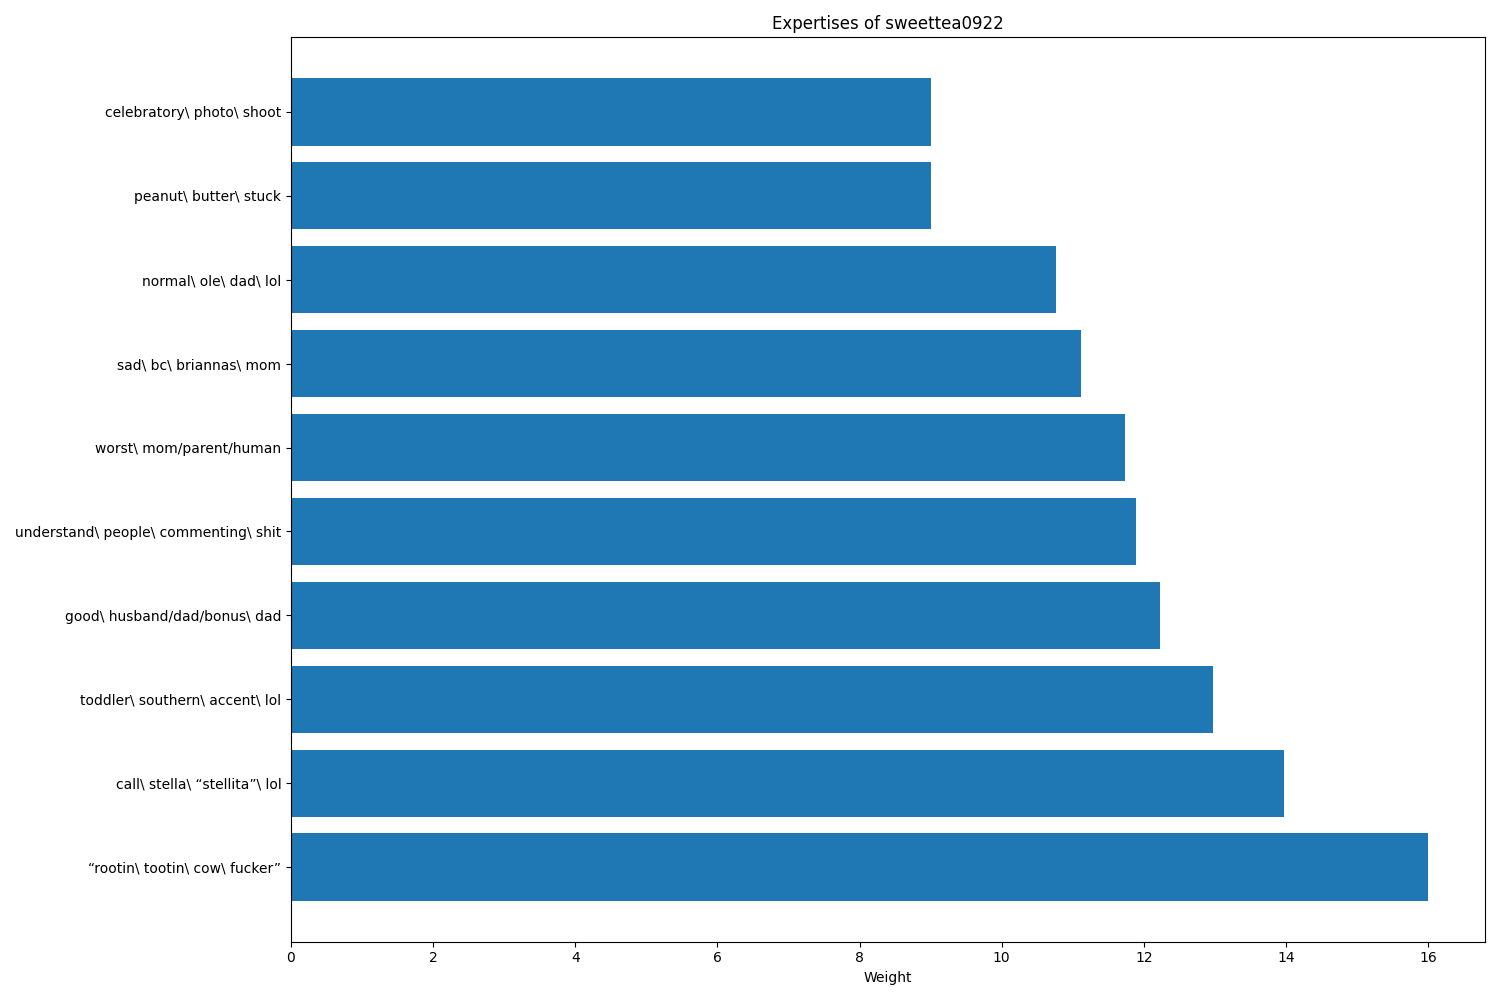 Expertises of sweettea0922
celebratory\ photo\ shoot
peanut\ butter\ stuck
normal\ ole\ dad\ lol
sad\ bc\ briannas\ mom
worst\ mom/parent/human
understand\ people\ commenting\ shit
good\ husband/dad/bonus\ dad
toddler\ southern\ accent\ lol
call\ stella\ “stellita”\ lol
“rootin\ tootin\ cow\ fucker”
0 2 4 6 8 10 12 14 16
Weight